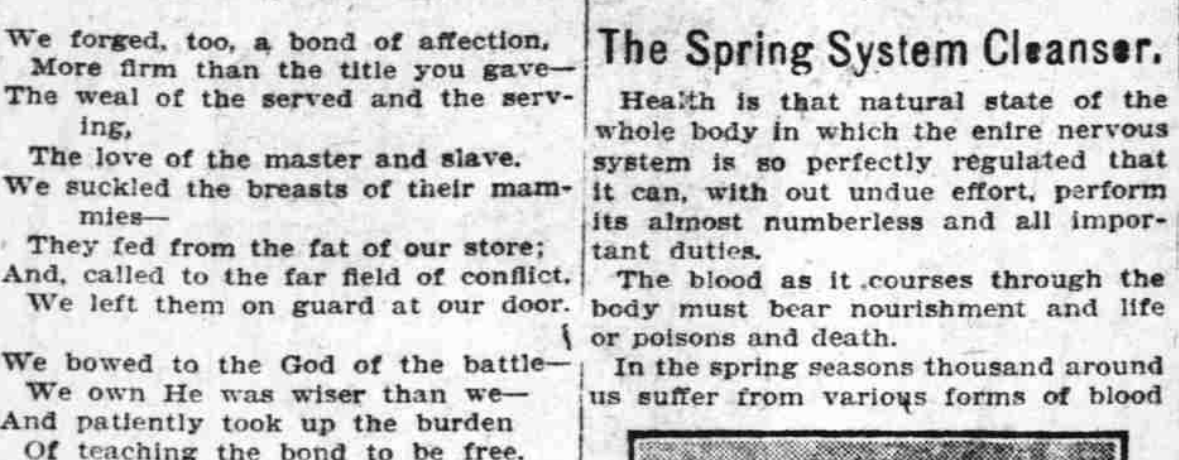 We forged, too, a bond of affection,
More firm than the title you gave—
The weal of the served and the serv-
ing,
The love of the master and slave.
We suckled the breasts of their mam-
mies—
They fed from the fat of our store;
And, called to the far field of conflict,
We left them on guard at our door.
We bowed to the God of the battle—
We own He was wiser than we—
And patiently took up the burden
Of teaching the bond to be free.
The Spring System Cleanser.
Health is that natural state of the
whole body in which the enire nervous
system is so perfectly regulated that
it can, with out undue effort, perform
its almost numberless and all impor-
tant duties.
The blood as it courses through the
body must bear nourishment and life
or poisons and death.
In the spring seasons thousand around
us suffer from various forms of blood